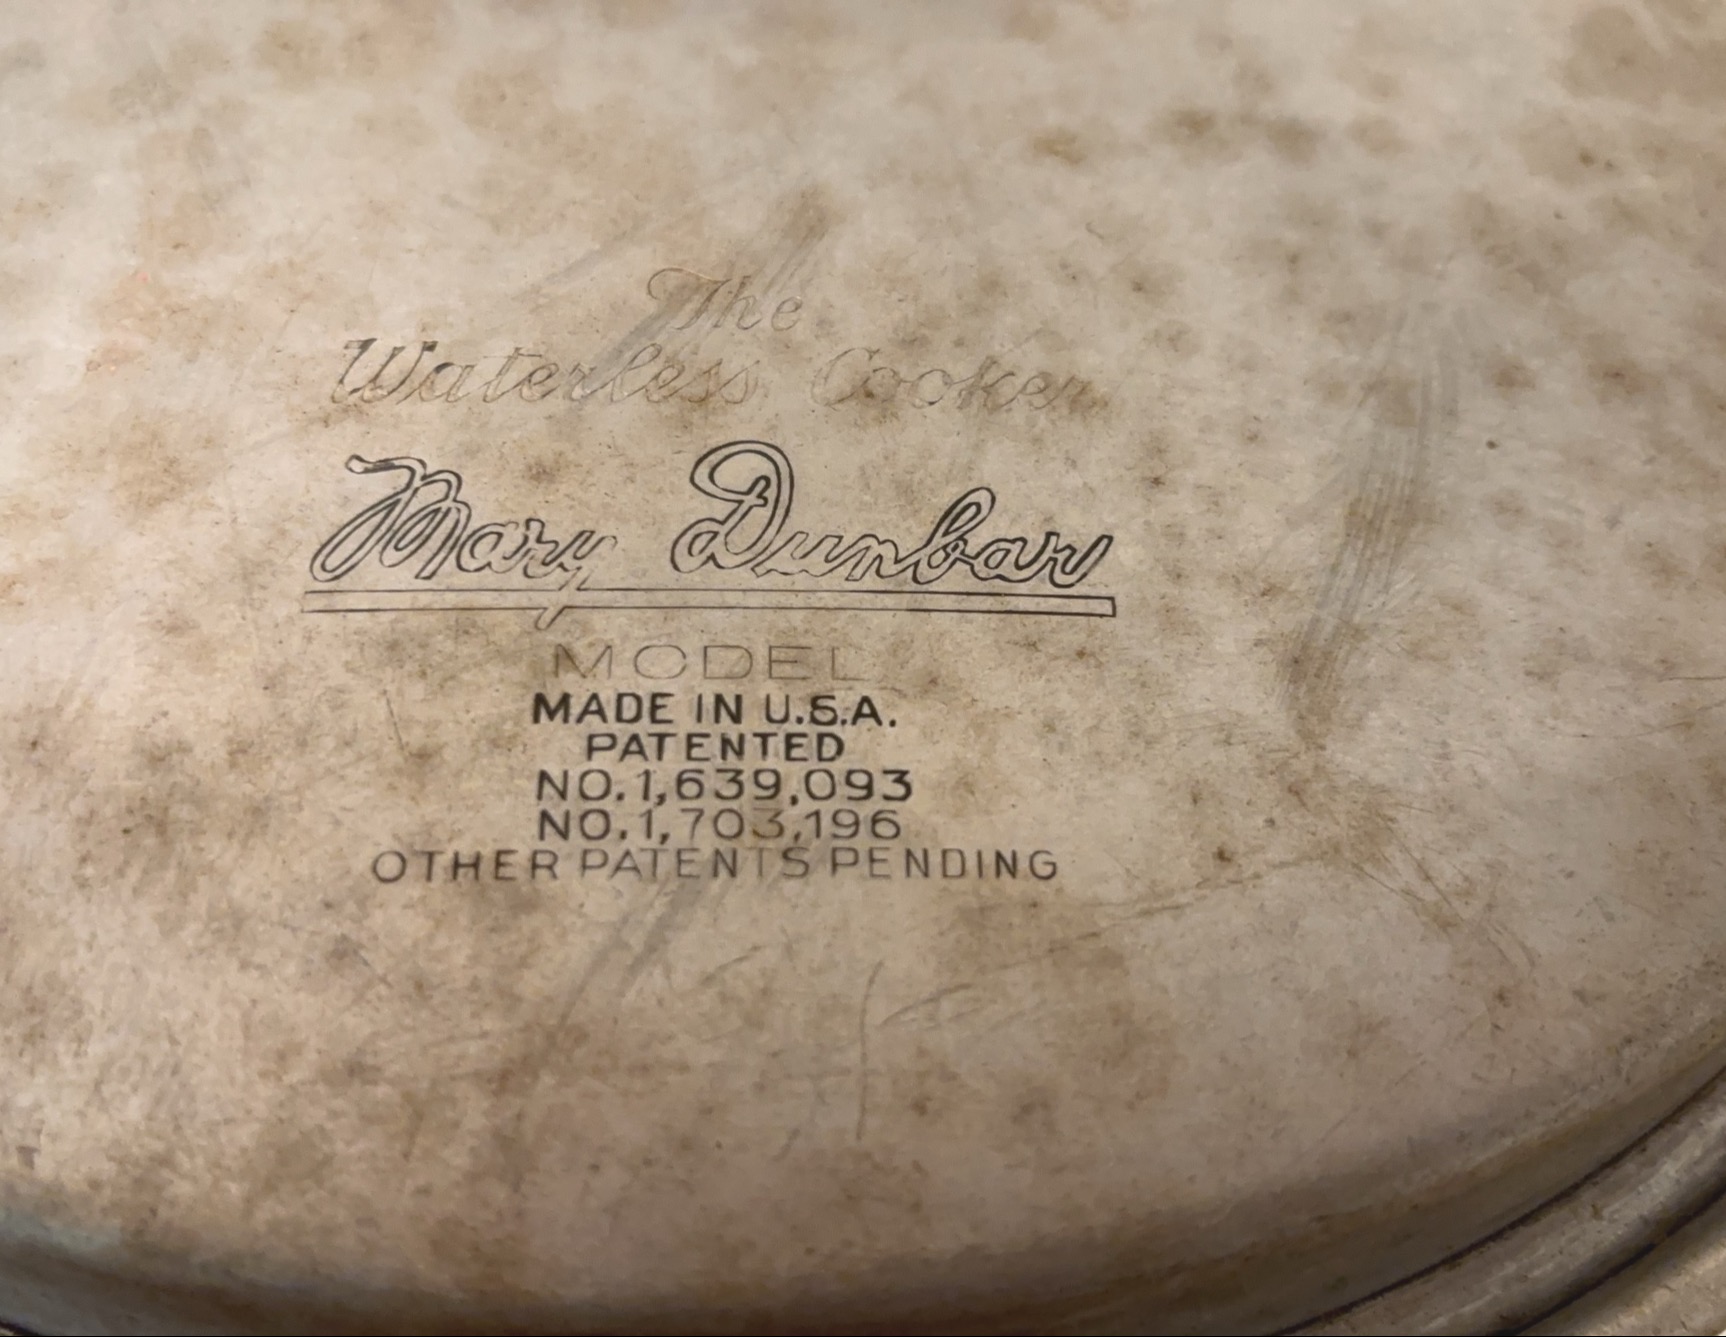 The
Waterless Cooker
Mary Dunbar
MODEL
MADE IN U.S.A.
PATENTED
NO.1,639,093
NO.1,703,196
OTHER PATENTS PENDING